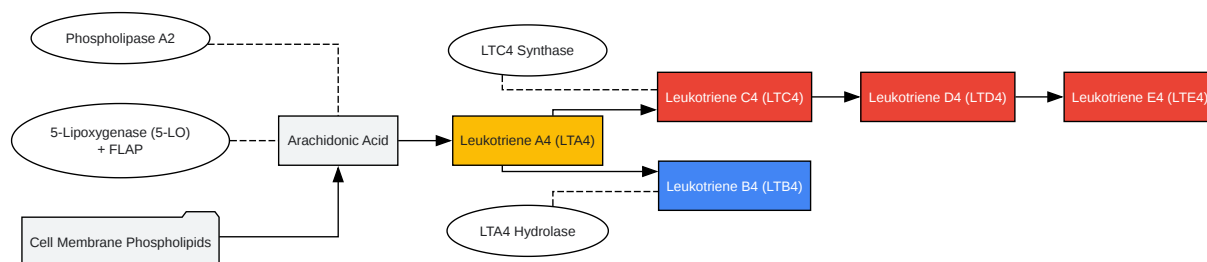 Phospholipase A2
LTC4 Synthase
Leukotriene C4 (LTC4)
Leukotriene D4 (LTD4)
Leukotriene E4 (LTE4)
5-Lipoxygenase (5-LO)
+ FLAP
Arachidonic Acid
Leukotriene A4 (LTA4)
Leukotriene B4 (LTB4)
Cell Membrane Phospholipids
LTA4 Hydrolase